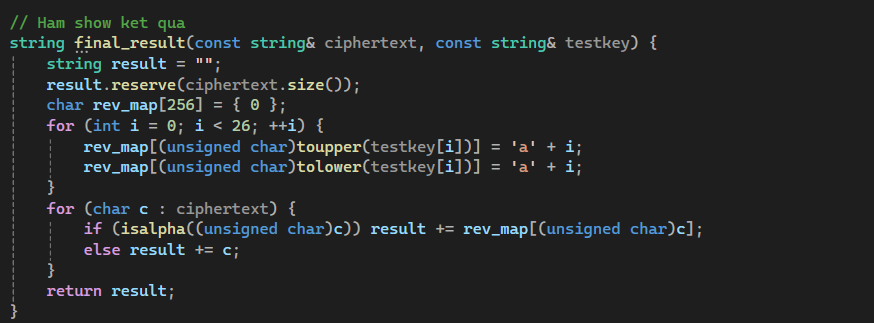 // Ham show ket qua
string final_result(const string& ciphertext, const string& testkey) {
    string result = "";
    result.reserve(ciphertext.size());
    char rev_map[256] = { 0 };
    for (int i = 0; i < 26; ++i) {
        rev_map[(unsigned char)toupper(testkey[i])] = 'a' + i;
        rev_map[(unsigned char)tolower(testkey[i])] = 'a' + i;
    }
    for (char c : ciphertext) {
        if (isalpha((unsigned char)c)) result += rev_map[(unsigned char)c];
        else result += c;
    }
    return result;
}